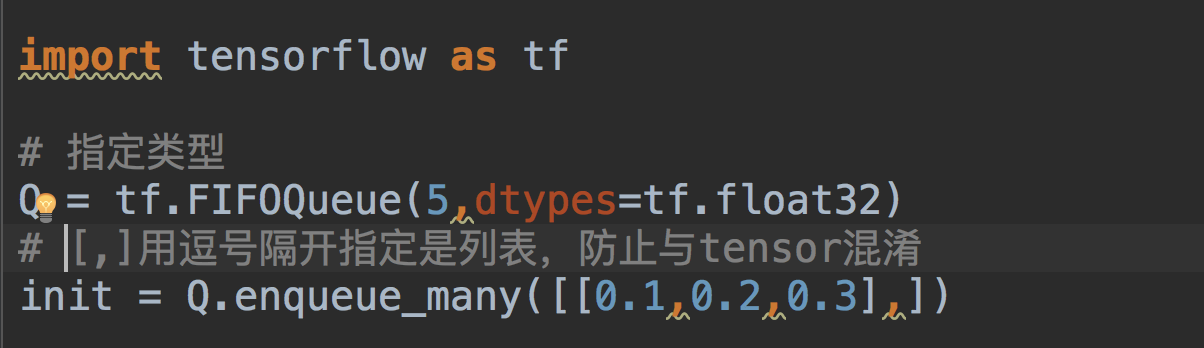 import tensorflow as tf
# 指定类型
Q = tf.FIFOQueue(5,dtypes=tf.float32)
# [,]用逗号隔开指定是列表，防止与tensor混淆
init = Q.enqueue_many([[0.1,0.2,0.3],])